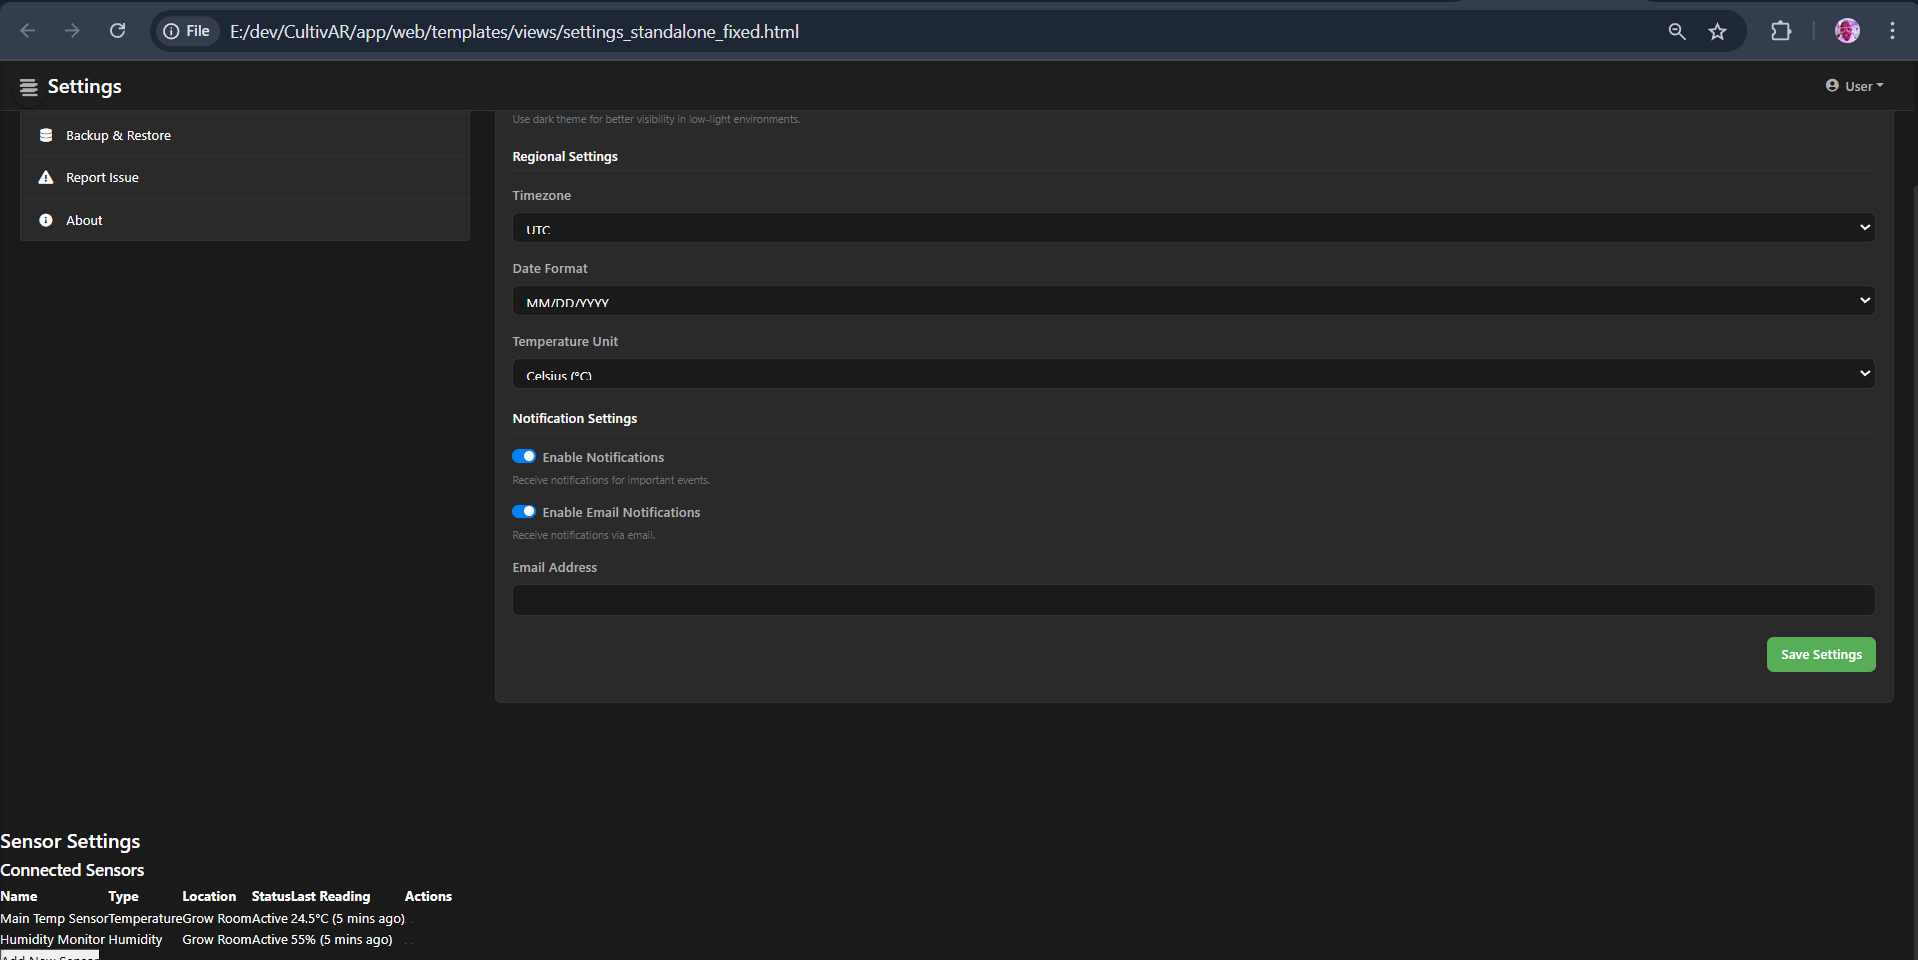 File E:/dev/CultivAR/app/web/templates/views/settings_standalone_fixed.html
Settings
User
Backup & Restore
Report Issue
About
Use dark theme for better visibility in low-light environments.
Regional Settings
Timezone
UTC
Date Format
MM/DD/YYYY
Temperature Unit
Celsius (°C)
Notification Settings
Enable Notifications
Receive notifications for important events.
Enable Email Notifications
Receive notifications via email.
Email Address
Save Settings
Sensor Settings
Connected Sensors
Name Type Location Status Last Reading Actions
Main Temp Sensor Temperature Grow Room Active 24.5°C (5 mins ago)
Humidity Monitor Humidity Grow Room Active 55% (5 mins ago)
Add New Sensor